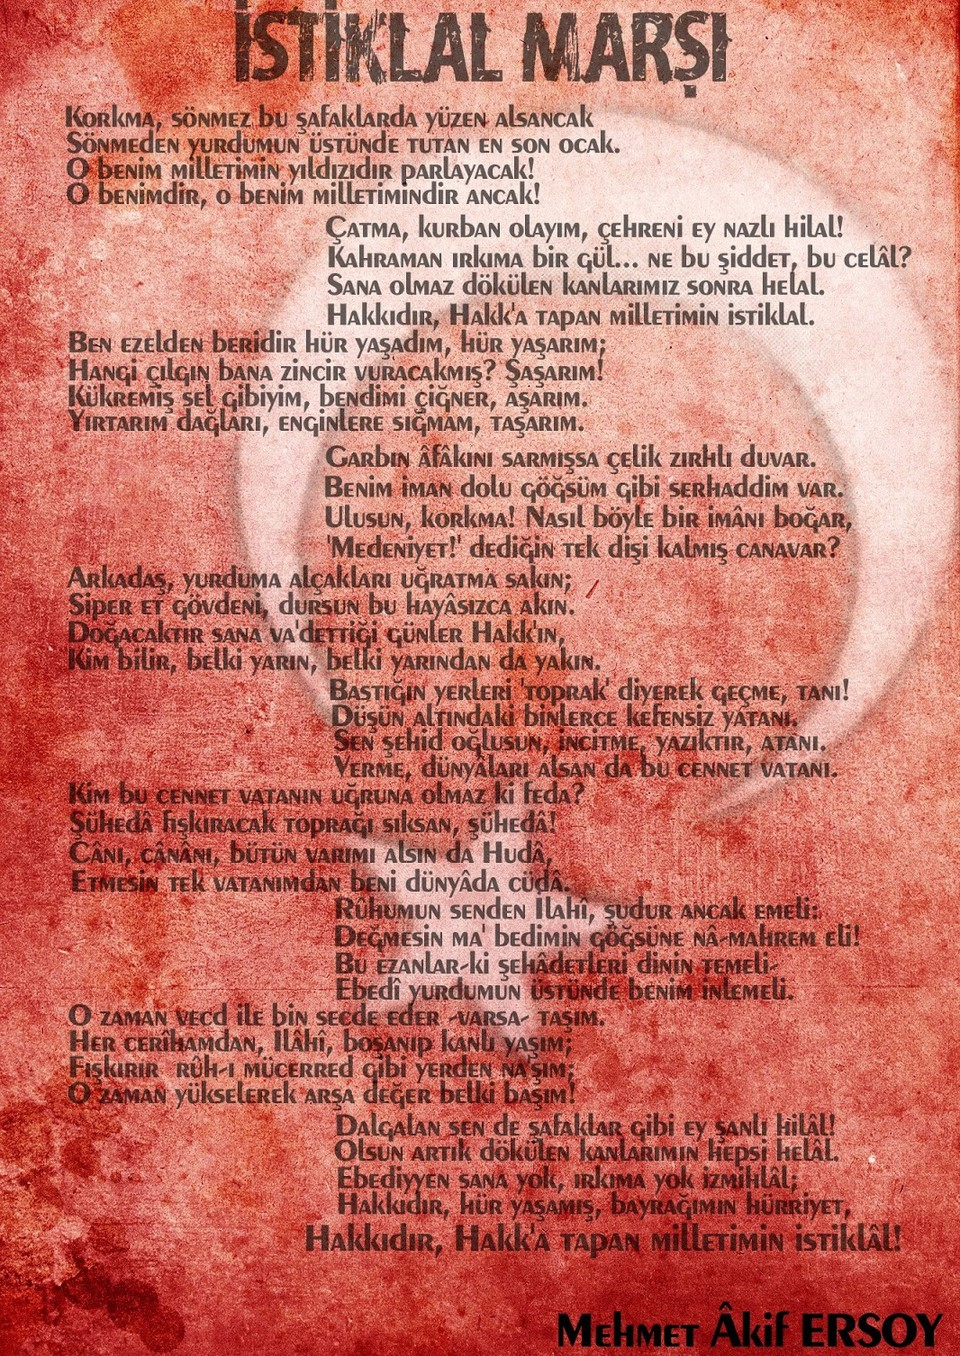 İSTİKLAL MARŞI
Korkma, sönmez bu şafaklarda yüzen alsancak
Sönmeden yurdumun üstünde tüten en son ocak.
O benim milletimin yıldızıdır parlayacak!
O benimdir, o benim milletimindir ancak!
Çatma, kurban olayım, çehreni ey nazlı hilal!
Kahraman ırkıma bir gül... ne bu şiddet, bu celâl?
Sana olmaz dökülen kanlarımız sonra helal.
Hakkıdır, Hakk'a tapan milletimin istiklal.
Ben ezelden beridir hür yaşadım, hür yaşarım;
Hangi çılgın bana zincir vuracakmış? Şaşarım!
Kükremiş sel gibiyim, bendimi çiğner, aşarım.
Yırtarım dağları, enginlere sığmam, taşarım.
Garbın âfâkını sarmışsa çelik zırhlı duvar.
Benim iman dolu göğsüm gibi serhaddim var.
Ulusun, korkma! Nasıl böyle bir imânı boğar,
'Medeniyet!' dediğin tek dişi kalmış canavar?
Arkadaş, yurduma alçakları uğratma sakın;
Siper et gövdeni, dursun bu hayâsızca akın.
Doğacaktır sana va'dettiği günler Hakk'ın,
Kim bilir, belki yarın, belki yarından da yakın.
Bastığın yerleri 'toprak' diyerek geçme, tanı!
Düşün altındaki binlerce kefensiz yatanı.
Sen şehid oğlusun, incitme, yazıktır, atanı.
Verme, dünyâları alsan da bu cennet vatanı.
Kim bu cennet vatanın uğruna olmaz ki feda?
Şühedâ fışkıracak toprağı sıksan, şühedâ!
Cânı, cânânı, bütün varımı alsın da Hudâ,
Etmesin tek vatanımdan beni dünyâda cüdâ.
Rûhumun senden İlahî, şudur ancak emeli:
Değmesin ma' bedimin göğsüne nâ-mahrem eli!
Bu ezanlar-ki şehâdetleri dinin temeli-
Ebedî yurdumun üstünde benim inlemeli.
O zaman vecd ile bin secde eder -varsa- taşım.
Her cerîhamdan, İlâhî, boşanıp kanlı yaşım;
Fışkırır rûh-ı mücerred gibi yerden na'şım;
O zaman yükselerek arşa değer belki başım!
Dalgalan sen de şafaklar gibi ey şanlı hilâl!
Olsun artık dökülen kanlarımın hepsi helâl.
Ebediyyen sana yok, ırkıma yok izmihlâl;
Hakkıdır, hür yaşamış, bayrağımın hürriyet,
Hakkıdır, Hakk'a tapan milletimin istiklâl!
Mehmet Âkif ERSOY